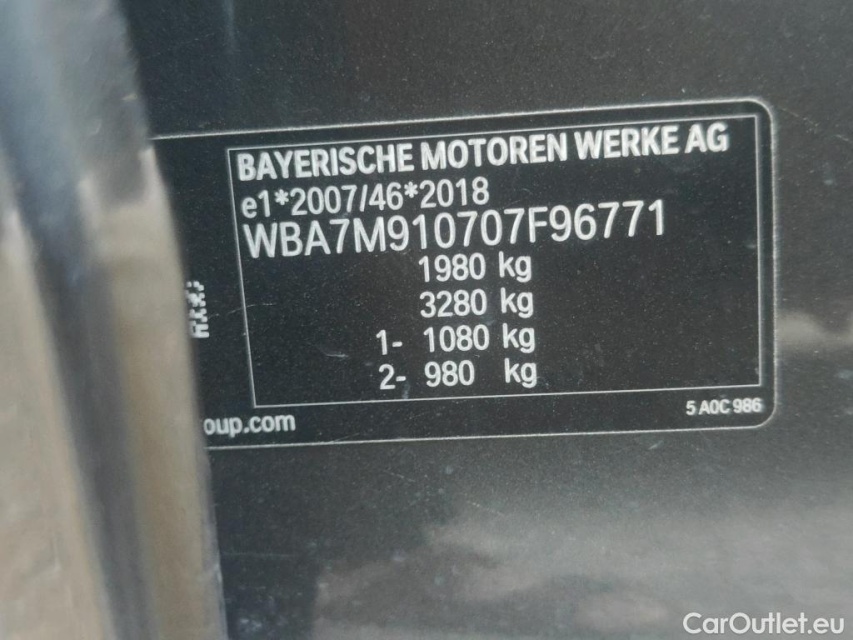 BAYERISCHE MOTOREN WERKE AG
e1*2007/46*2018
WBA7M910707F96771
1980 kg
3280 kg
1- 1080 kg
2- 980 kg
5 A0C 986
oup.com
CarOutlet.eu